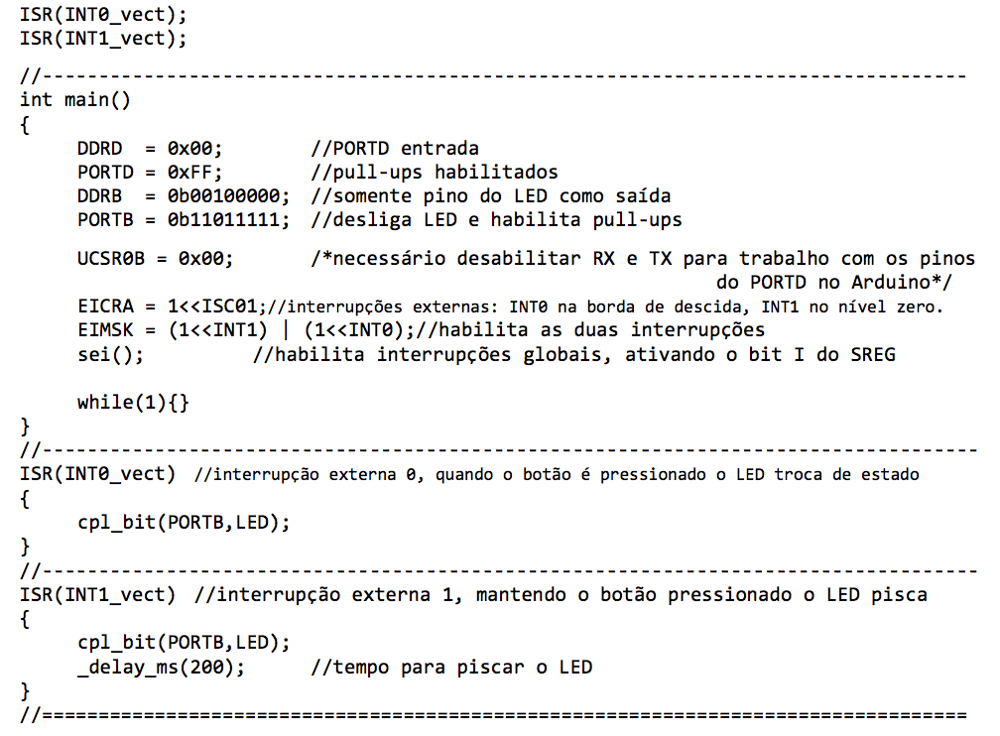 ISR(INT0_vect);
ISR(INT1_vect);
//----------------------------------------------------------------------------------
int main()
{
     DDRD  = 0x00;        //PORTD entrada
     PORTD = 0xFF;        //pull-ups habilitados
     DDRB  = 0b00100000;  //somente pino do LED como saída
     PORTB = 0b11011111;  //desliga LED e habilita pull-ups
     UCSR0B = 0x00;       /*necessário desabilitar RX e TX para trabalho com os pinos
                                                              do PORTD no Arduino*/
     EICRA = 1<<ISC01;//interrupções externas: INT0 na borda de descida, INT1 no nível zero.
     EIMSK = (1<<INT1) | (1<<INT0);//habilita as duas interrupções
     sei();          //habilita interrupções globais, ativando o bit I do SREG
     while(1){}
}
//-----------------------------------------------------------------------------------
ISR(INT0_vect)  //interrupção externa 0, quando o botão é pressionado o LED troca de estado
{
     cpl_bit(PORTB,LED);
}
//-----------------------------------------------------------------------------------
ISR(INT1_vect)  //interrupção externa 1, mantendo o botão pressionado o LED pisca
{
     cpl_bit(PORTB,LED);
     _delay_ms(200);      //tempo para piscar o LED
}
//==================================================================================